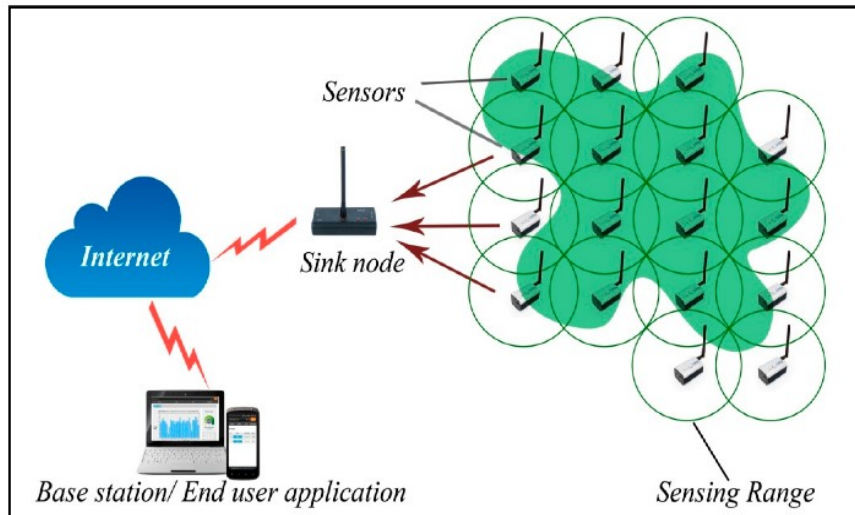 Sensors
Internet
Sink node
Base station/ End user application
Sensing Range